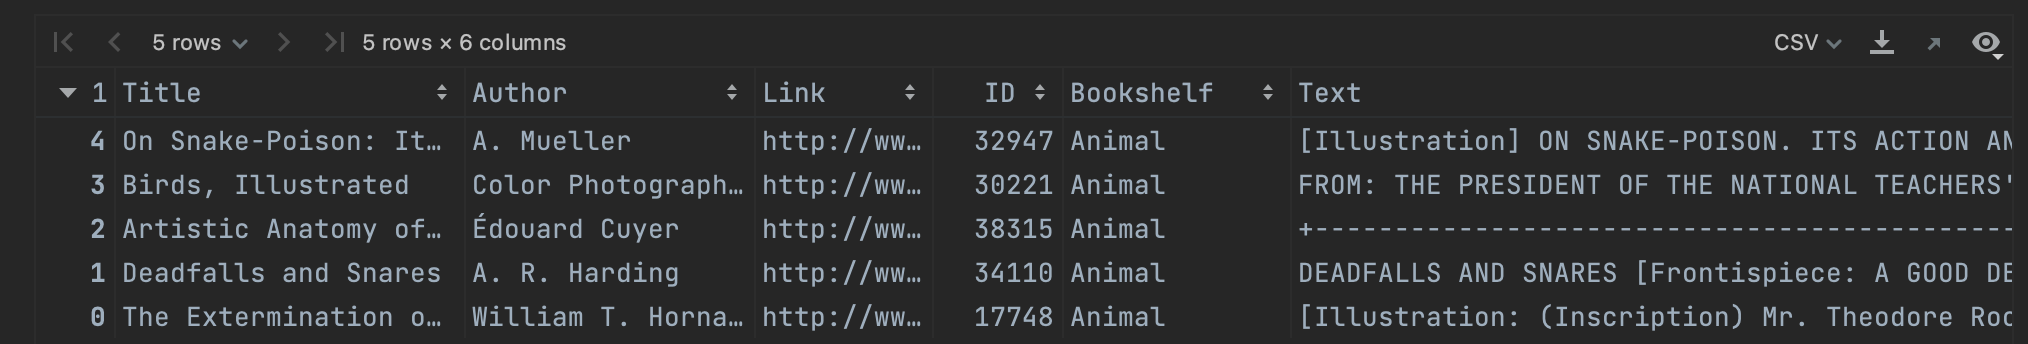 5 rows 5 rows × 6 columns CSV
1 Title Author Link ID Bookshelf Text
4 On Snake-Poison: It… A. Mueller http://ww… 32947 Animal [Illustration] ON SNAKE-POISON. ITS ACTION AN
3 Birds, Illustrated Color Photograph… http://ww… 30221 Animal FROM: THE PRESIDENT OF THE NATIONAL TEACHERS'
2 Artistic Anatomy of… Édouard Cuyer http://ww… 38315 Animal +--------------------------------------------
1 Deadfalls and Snares A. R. Harding http://ww… 34110 Animal DEADFALLS AND SNARES [Frontispiece: A GOOD DE
0 The Extermination o… William T. Horna… http://ww… 17748 Animal [Illustration: (Inscription) Mr. Theodore Roo